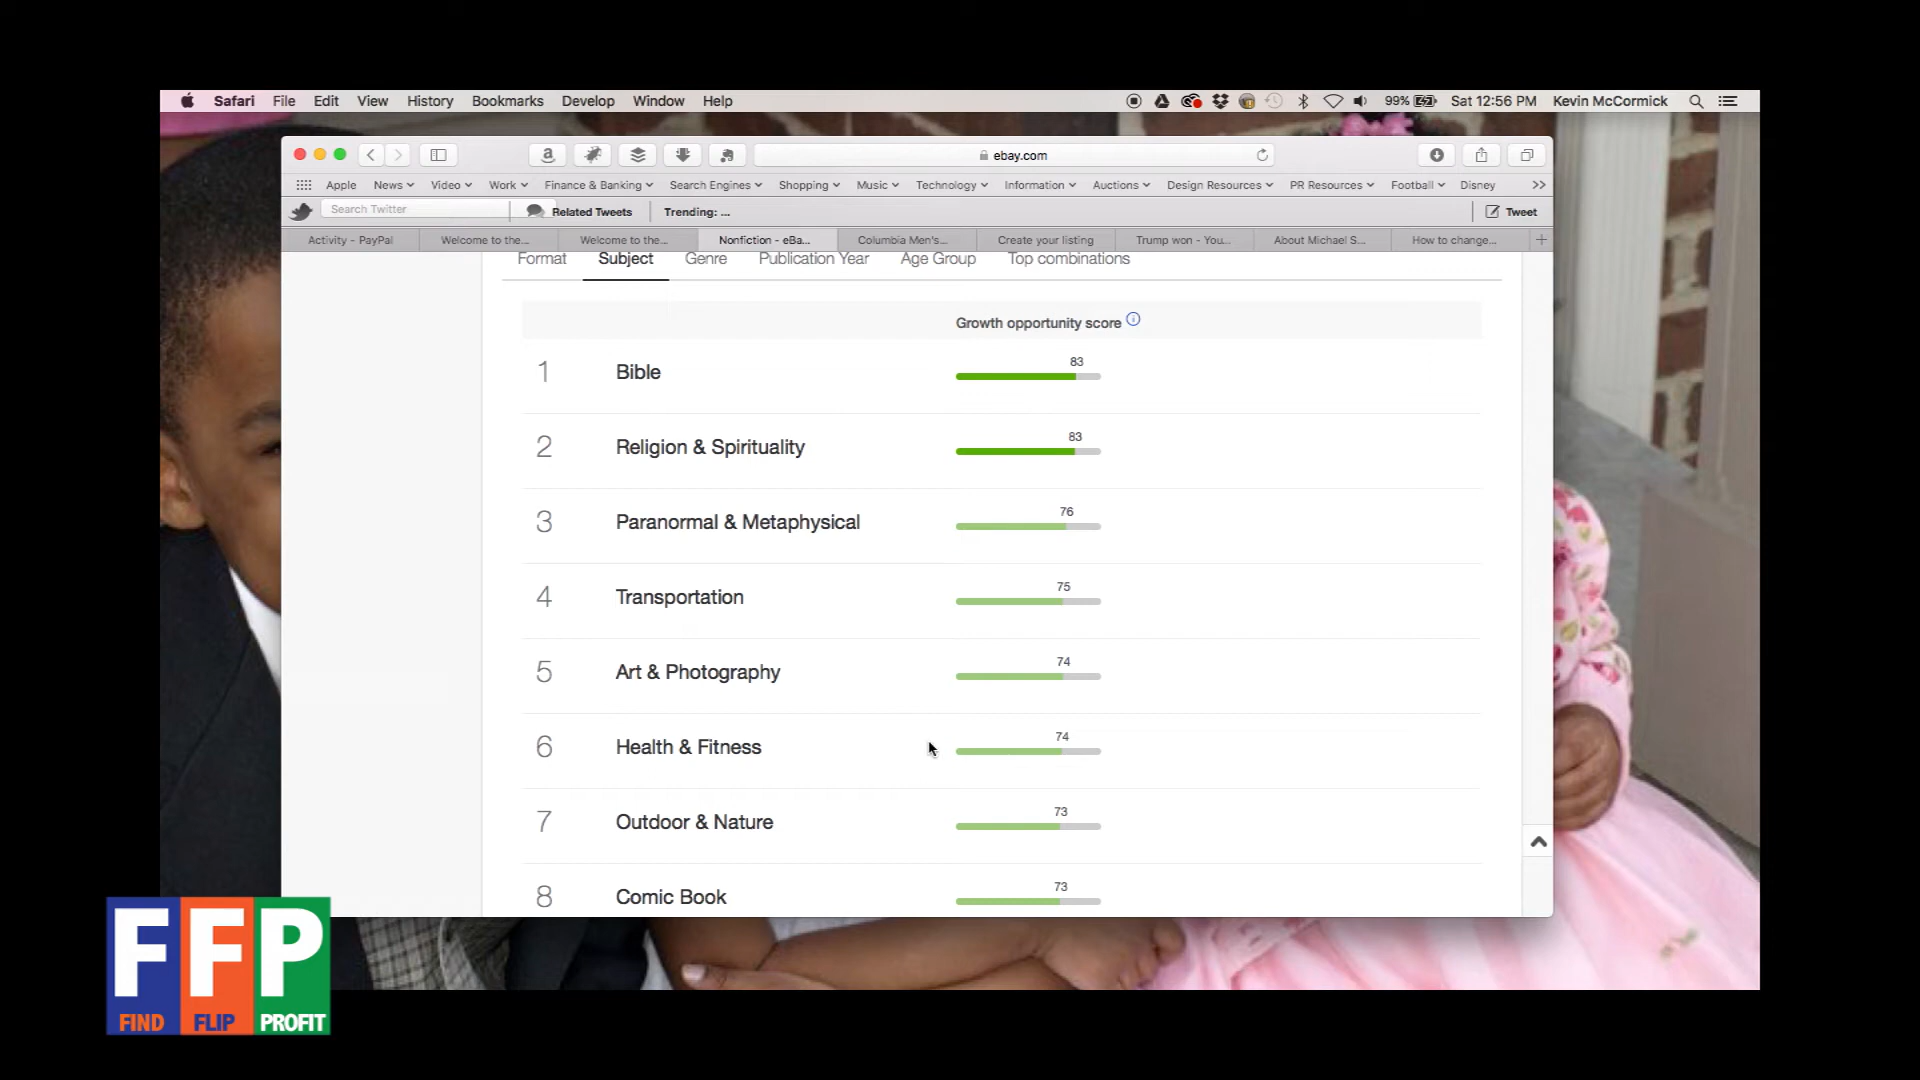 Safari File Edit View History Bookmarks Develop Window Help 99% Sat 12:56 PM Kevin McCormick
a ebay.com
Apple News Video Work Finance & Banking Search Engines Shopping Music Technology Information Auctions Design Resources PR Resources Football Disney >>
Search Twitter Related Tweets Trending: ... Tweet
Activity - PayPal Welcome to the... Welcome to the... Nonfiction - eBa... Columbia Men's... Create your listing Trump won - You... About Michael S... How to change... +
Format Subject Genre Publication Year Age Group Top combinations
Growth opportunity score i
1 Bible 83
2 Religion & Spirituality 83
3 Paranormal & Metaphysical 76
4 Transportation 75
5 Art & Photography 74
6 Health & Fitness 74
7 Outdoor & Nature 73
8 Comic Book 73
FFP
FIND FLIP PROFIT